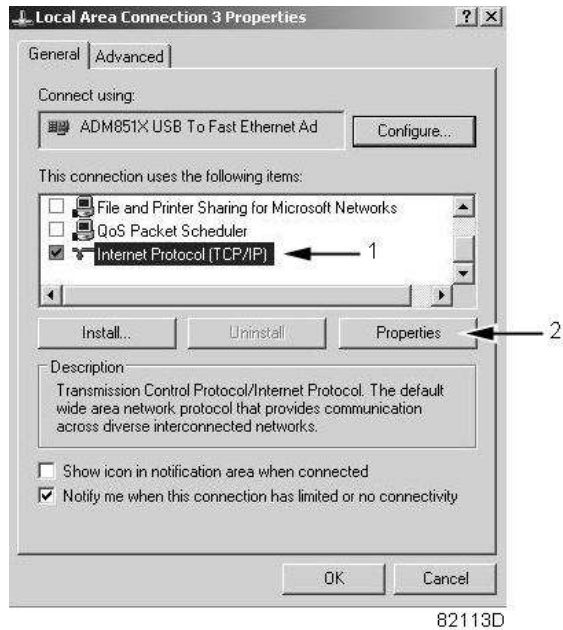 Local Area Connection 3 Properties
General
Advanced
Connect using:
ADM851X USB To Fast Ethernet Ad
Configure...
This connection uses the following items:
File and Printer Sharing for Microsoft Networks
QoS Packet Scheduler
Internet Protocol (TCP/IP)
1
Install...
Uninstall
Properties
2
Description
Transmission Control Protocol/Internet Protocol. The default
wide area network protocol that provides communication
across diverse interconnected networks.
Show icon in notification area when connected
Notify me when this connection has limited or no connectivity
OK
Cancel
82113D